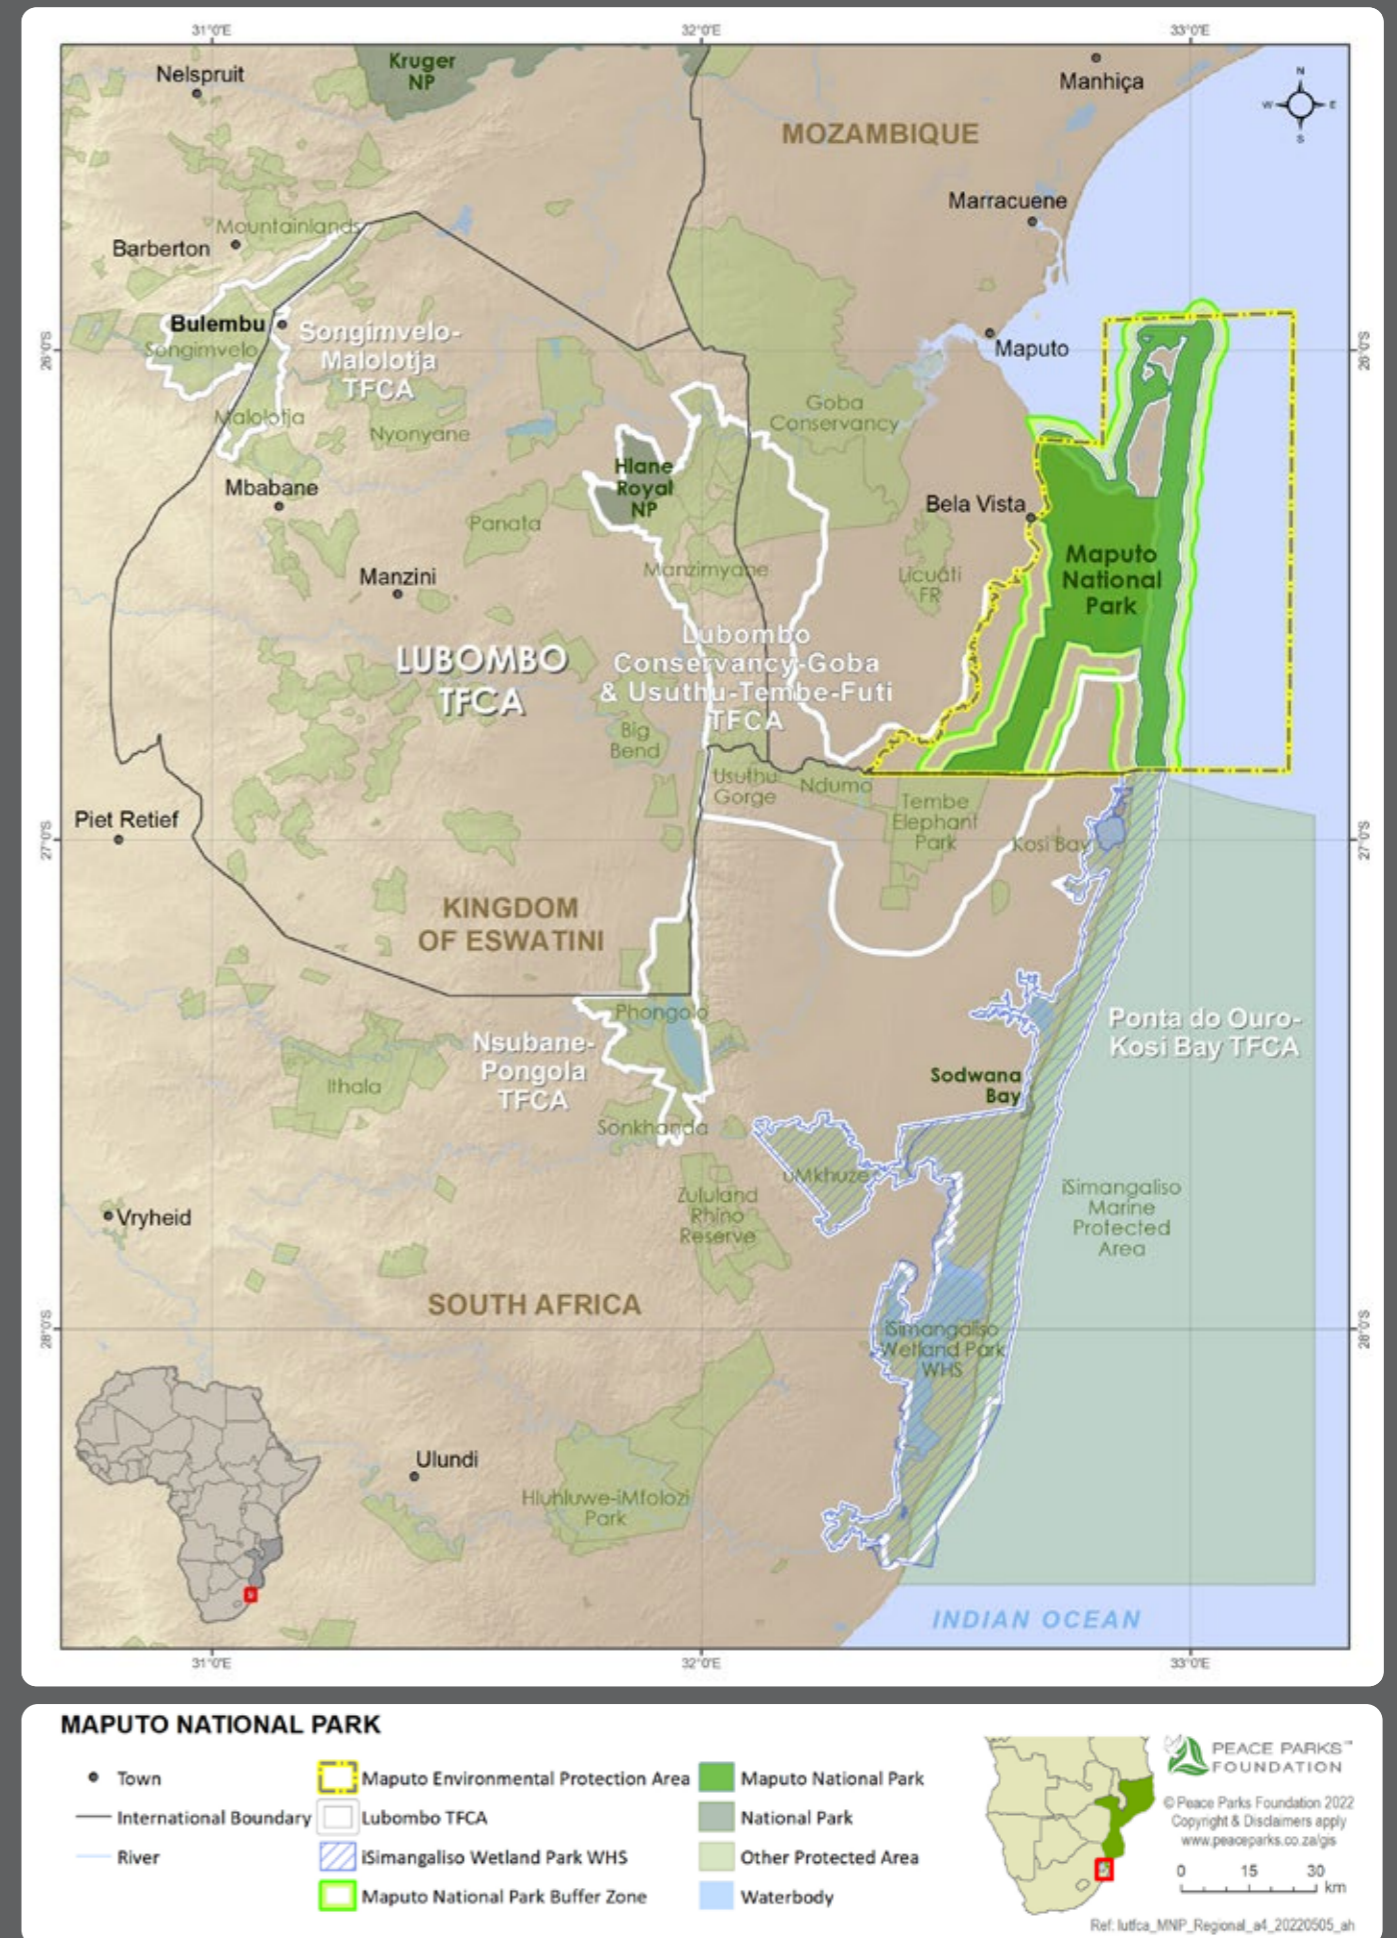 31°0'E
32°0'E
33°0'E
Kruger
NP
Nelspruit
Manhiça
N
W
E
S
MOZAMBIQUE
Marracuene
Mountainlands
Barberton
Bulembu
Songimvelo
Songimvelo-
Malolotja
TFCA
Maputo
26°0'S
26°0'S
Malolotja
Nyonyane
Goba
Conservancy
Hlane
Royal
NP
Mbabane
Panata
Bela Vista
Maputo
National
Park
Manzini
Manzimyane
Licuáti
FR
LUBOMBO
TFCA
Lubombo
Conservancy-Goba
& Usuthu-Tembe-Futi
TFCA
Big
Bend
Usuthu
Gorge
Ndumo
Tembe
Elephant
Park
Kosi Bay
Piet Retief
27°0'S
27°0'S
KINGDOM
OF ESWATINI
Phongolo
Nsubane-
Pongola
TFCA
Ponta do Ouro-
Kosi Bay TFCA
Ithala
Sodwana
Bay
Sonkhanda
uMkhuze
Zululand
Rhino
Reserve
iSimangaliso
Marine
Protected
Area
Vryheid
SOUTH AFRICA
28°0'S
28°0'S
iSimangaliso
Wetland Park
WHS
Ulundi
Hluhluwe-iMfolozi
Park
INDIAN OCEAN
31°0'E
32°0'E
33°0'E
MAPUTO NATIONAL PARK
Town
International Boundary
River
Maputo Environmental Protection Area
Lubombo TFCA
iSimangaliso Wetland Park WHS
Maputo National Park Buffer Zone
Maputo National Park
National Park
Other Protected Area
Waterbody
PEACE PARKS™
FOUNDATION
© Peace Parks Foundation 2022
Copyright & Disclaimers apply
www.peaceparks.co.za/gis
0 15 30
km
Ref: lutfca_MNP_Regional_a4_20220505_ah